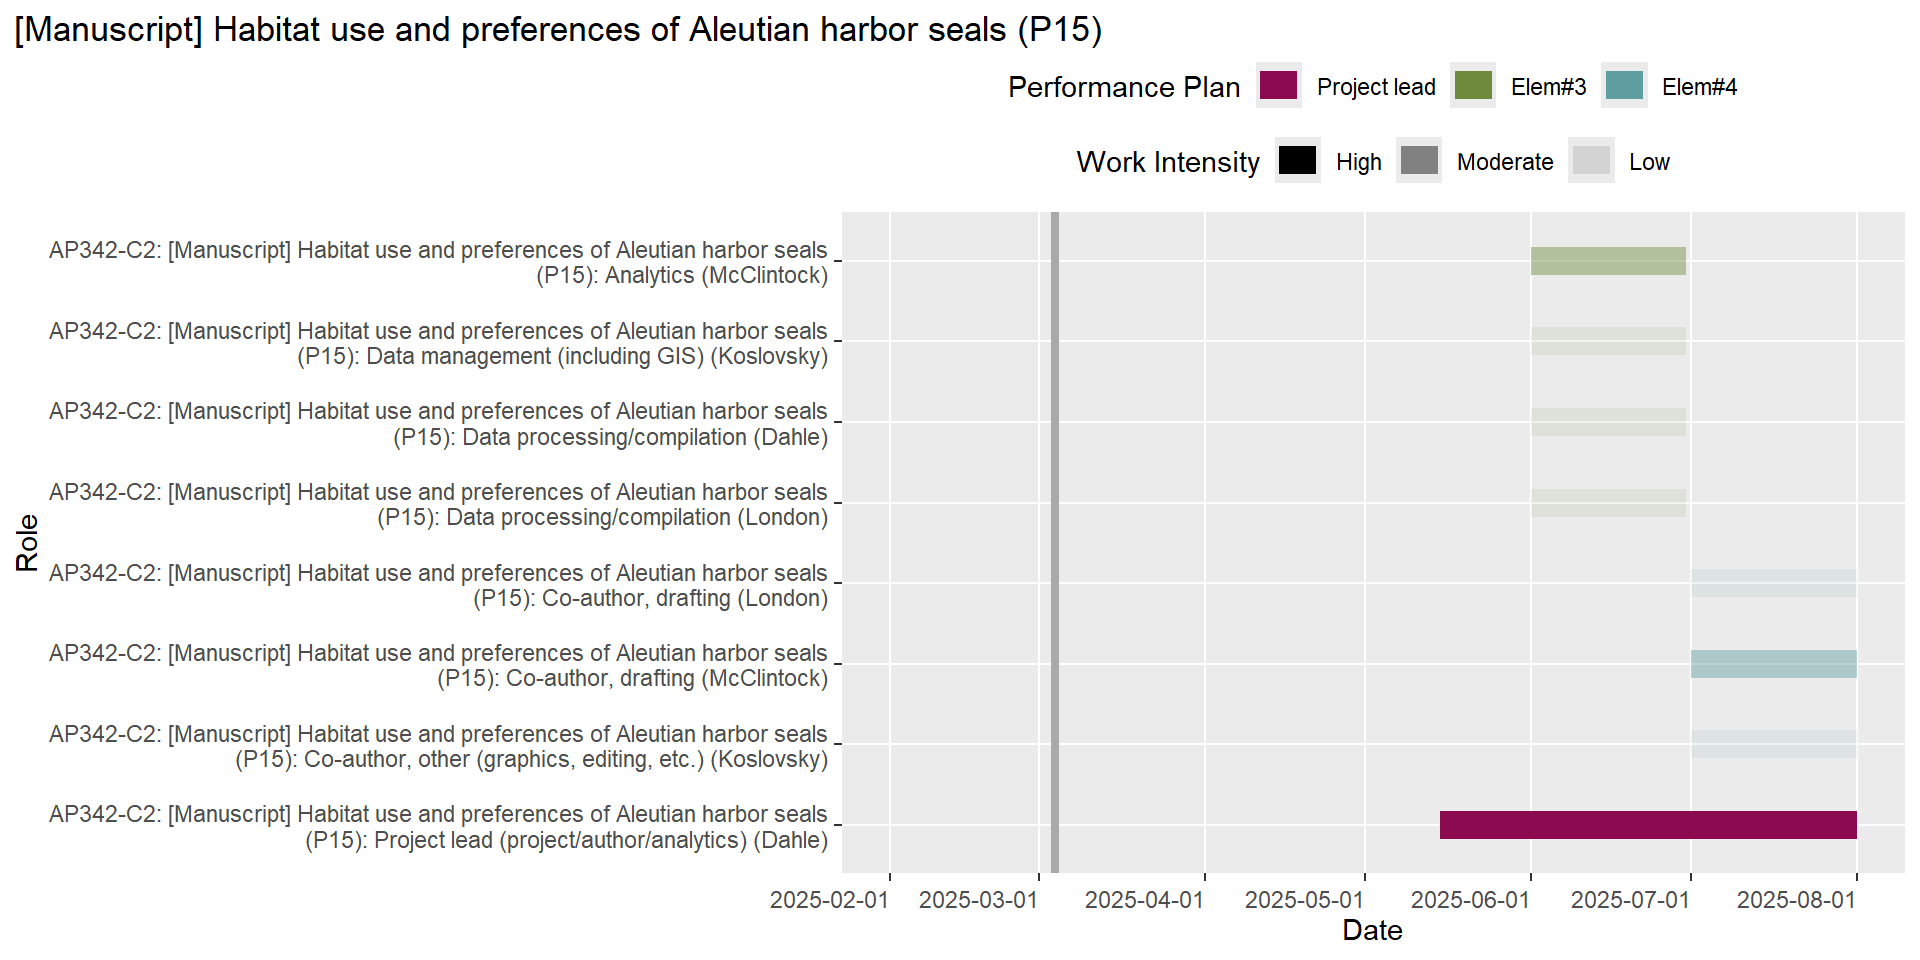 [Manuscript] Habitat use and preferences of Aleutian harbor seals (P15)
Performance Plan Project lead Elem#3 Elem#4
Work Intensity High Moderate Low
AP342-C2: [Manuscript] Habitat use and preferences of Aleutian harbor seals
(P15): Analytics (McClintock)
AP342-C2: [Manuscript] Habitat use and preferences of Aleutian harbor seals
(P15): Data management (including GIS) (Koslovsky)
AP342-C2: [Manuscript] Habitat use and preferences of Aleutian harbor seals
(P15): Data processing/compilation (Dahle)
AP342-C2: [Manuscript] Habitat use and preferences of Aleutian harbor seals
(P15): Data processing/compilation (London)
Role
AP342-C2: [Manuscript] Habitat use and preferences of Aleutian harbor seals
(P15): Co-author, drafting (London)
AP342-C2: [Manuscript] Habitat use and preferences of Aleutian harbor seals
(P15): Co-author, drafting (McClintock)
AP342-C2: [Manuscript] Habitat use and preferences of Aleutian harbor seals
(P15): Co-author, other (graphics, editing, etc.) (Koslovsky)
AP342-C2: [Manuscript] Habitat use and preferences of Aleutian harbor seals
(P15): Project lead (project/author/analytics) (Dahle)
2025-02-01 2025-03-01 2025-04-01 2025-05-01 2025-06-01 2025-07-01 2025-08-01
Date